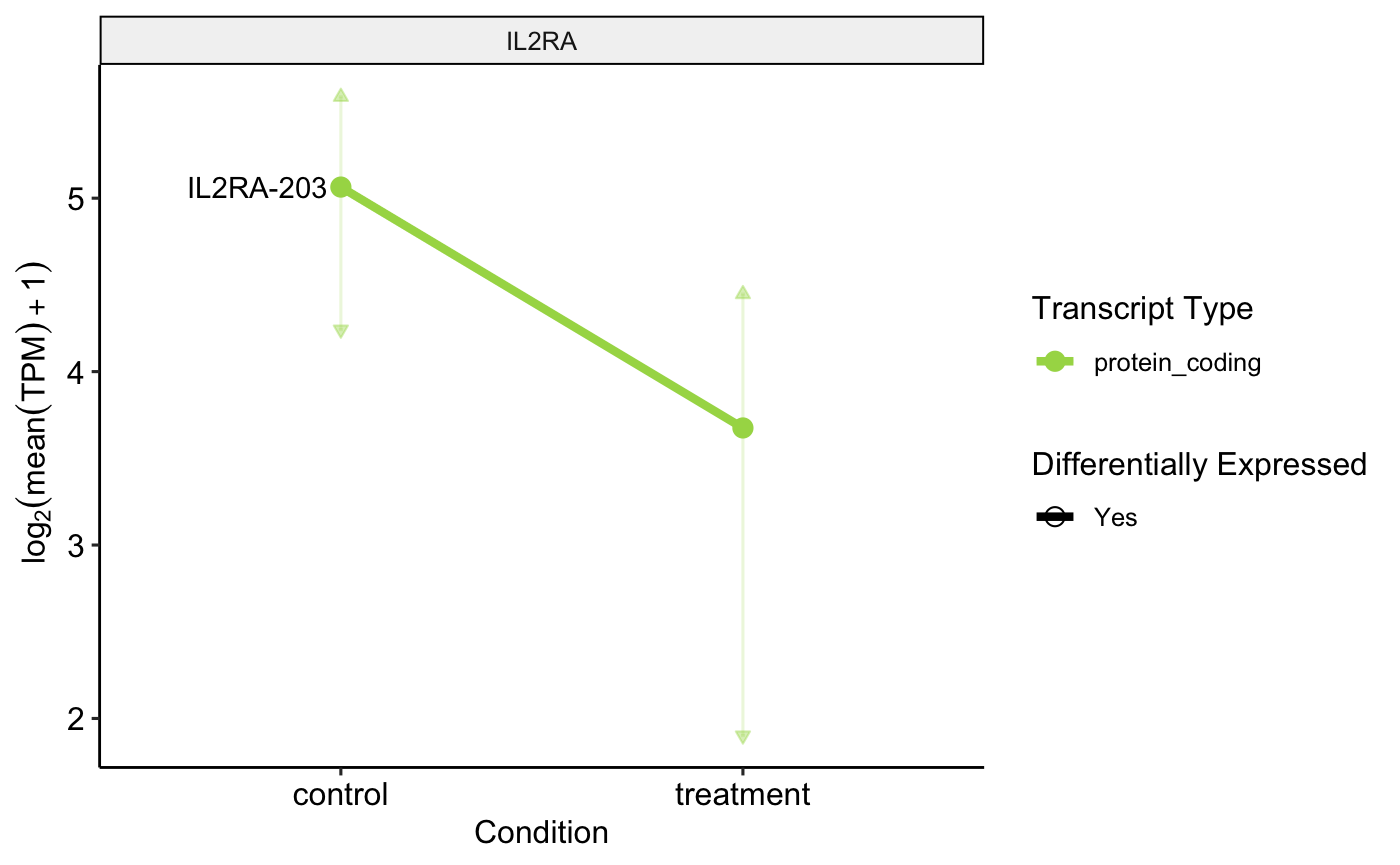 IL2RA
IL2RA-203
5
4
3
2
log₂(mean(TPM) + 1)
control
treatment
Condition
Transcript Type
protein_coding
Differentially Expressed
Yes